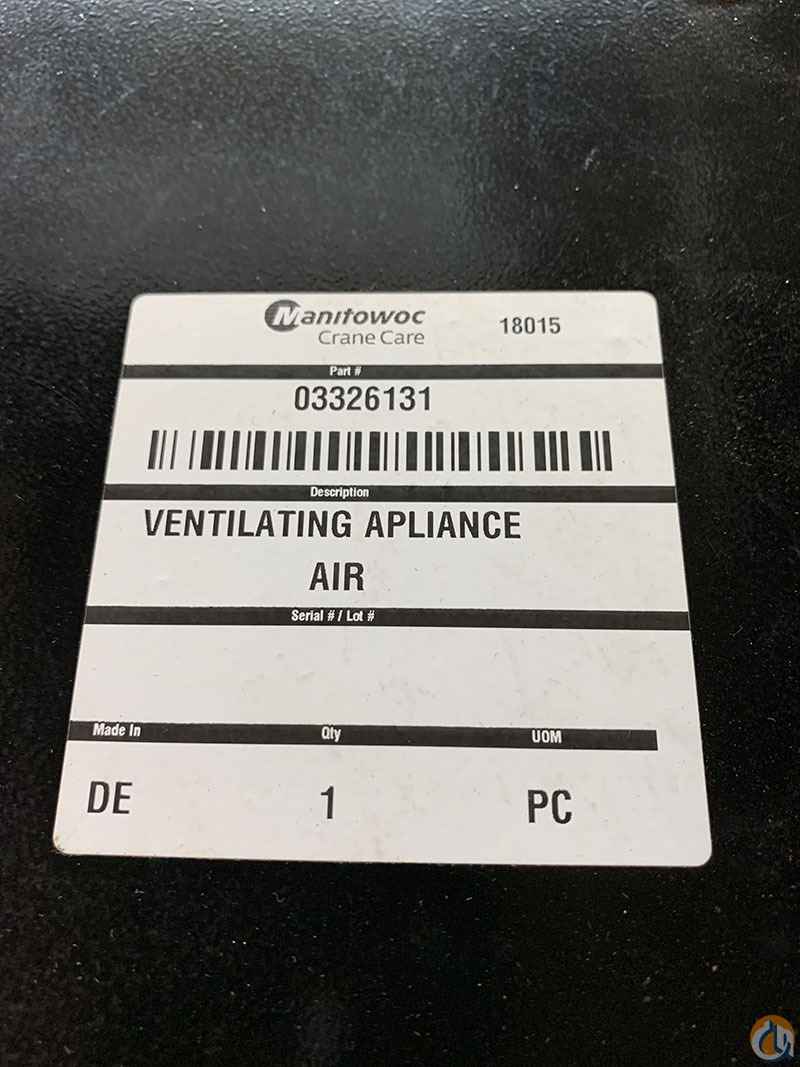 Manitowoc
Crane Care
18015
Part #
03326131
Description
VENTILATING APLIANCE
AIR
Serial # / Lot #
Made In Qty UOM
DE 1 PC